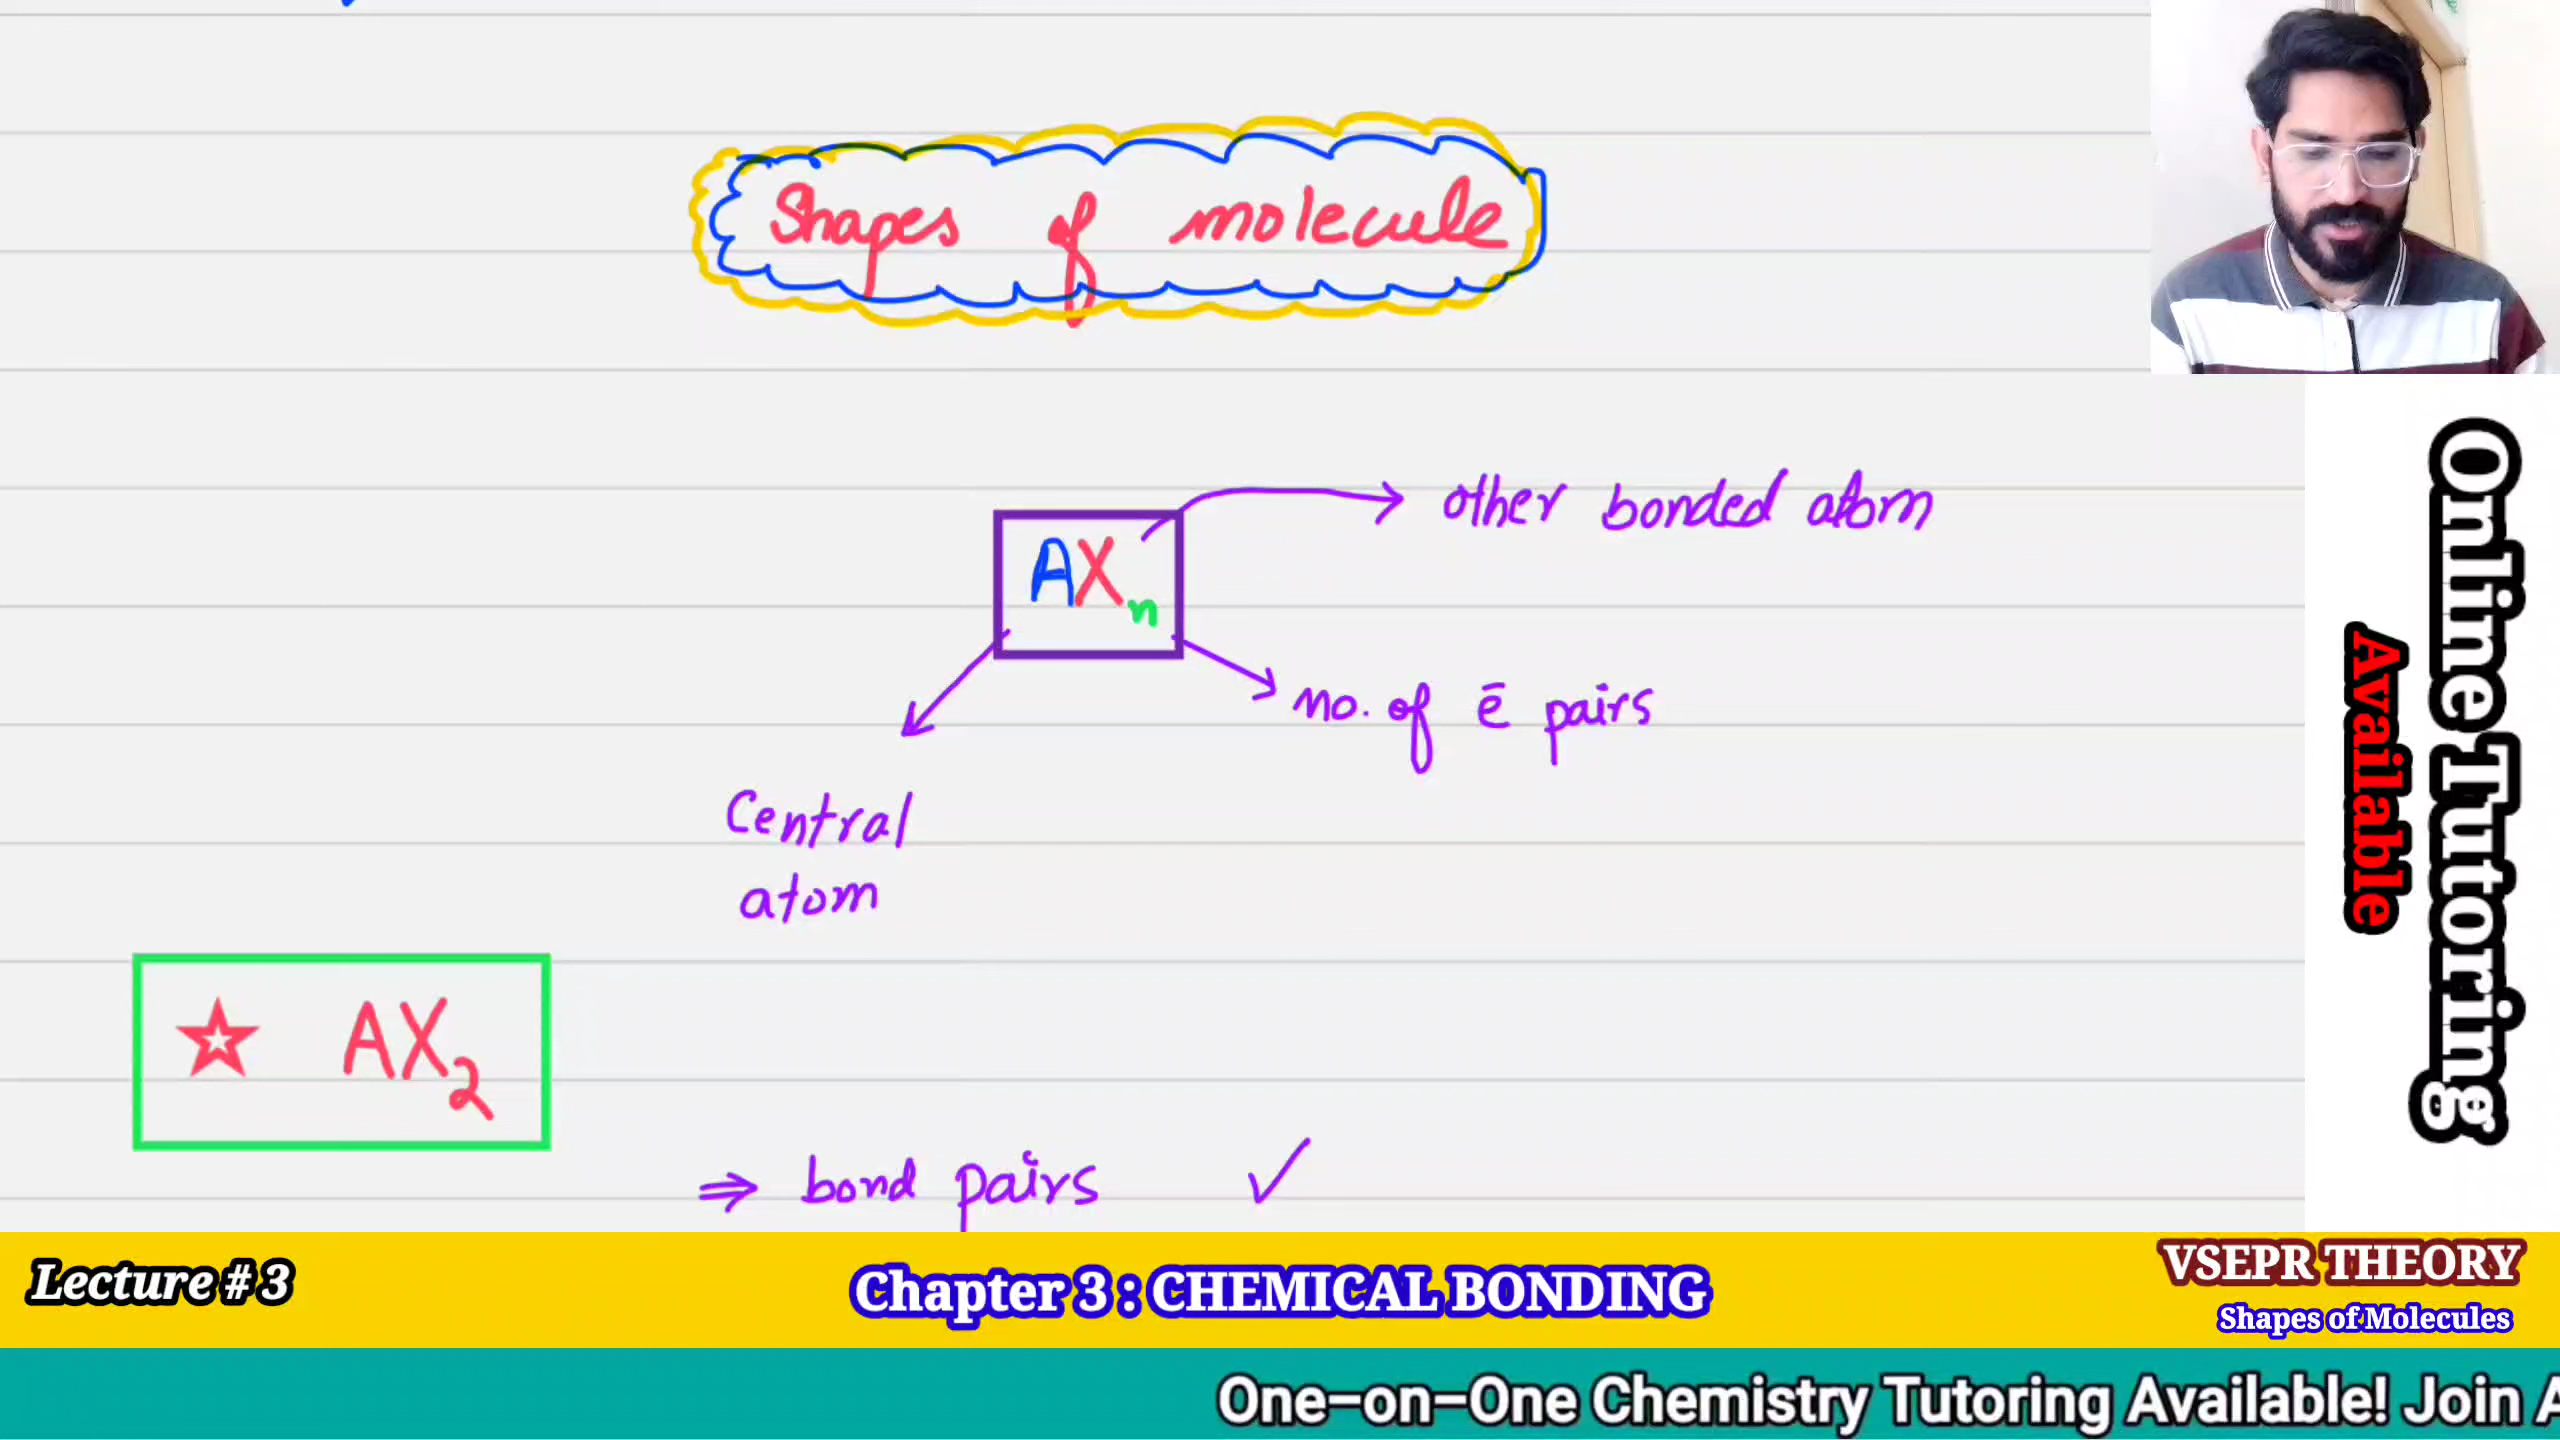 Shapes of molecule
other bonded atom
AXn
no. of ē pairs
Central
atom
☆ AX2
⇒ bond pairs ✓
Online Tutoring
Available
Lecture # 3
Chapter 3 : CHEMICAL BONDING
VSEPR THEORY
Shapes of Molecules
One-on-One Chemistry Tutoring Available! Join A